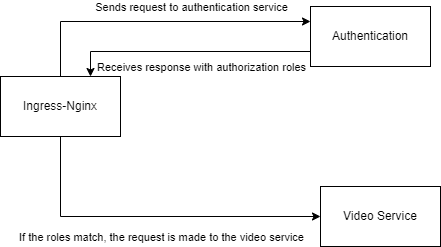 Sends request to authentication service
Authentication
Receives response with authorization roles
Ingress-Nginx
Video Service
If the roles match, the request is made to the video service